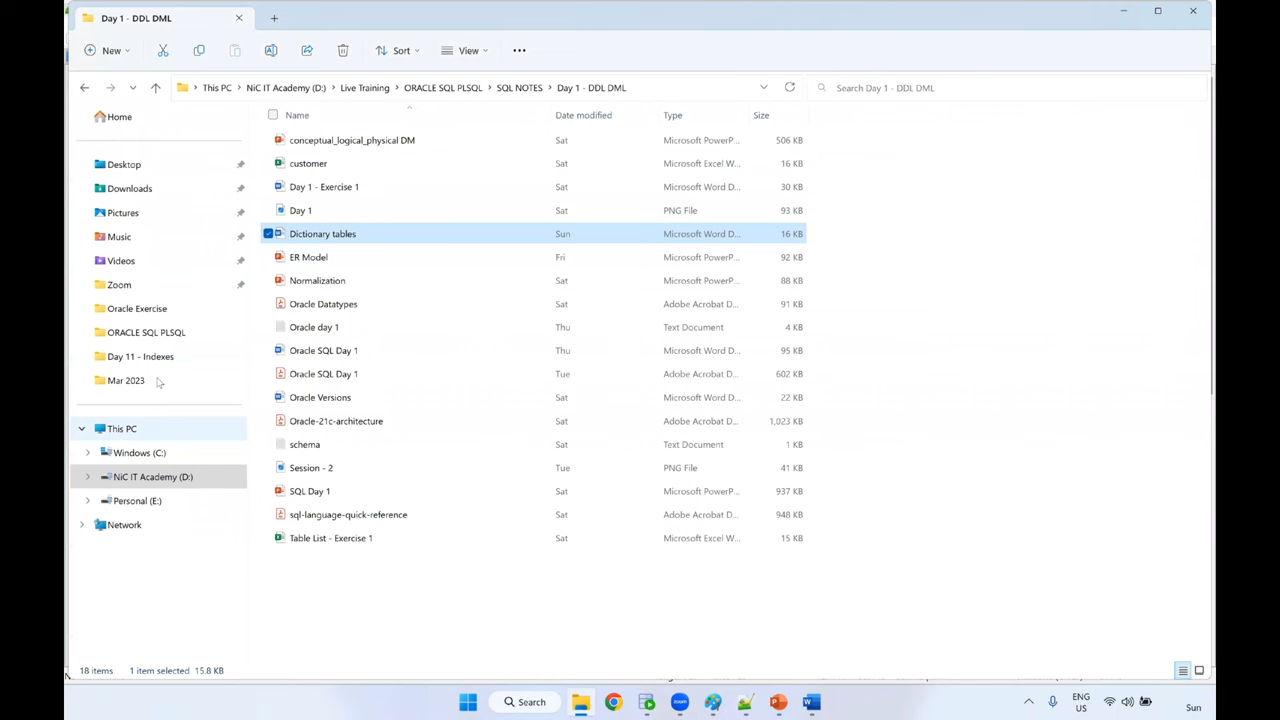 Day 1 - DDL DML
New
Sort
View
This PC
NiC IT Academy (D:)
Live Training
ORACLE SQL PLSQL
SQL NOTES
Day 1 - DDL DML
Search Day 1 - DDL DML
Home
Desktop
Downloads
Pictures
Music
Videos
Zoom
Oracle Exercise
ORACLE SQL PLSQL
Day 11 - Indexes
Mar 2023
This PC
Windows (C:)
NiC IT Academy (D:)
Personal (E:)
Network
Name Date modified Type Size
conceptual_logical_physical DM Sat Microsoft PowerP... 506 KB
customer Sat Microsoft Excel W... 16 KB
Day 1 - Exercise 1 Sat Microsoft Word D... 30 KB
Day 1 Sat PNG File 93 KB
Dictionary tables Sun Microsoft Word D... 16 KB
ER Model Fri Microsoft PowerP... 92 KB
Normalization Sat Microsoft PowerP... 88 KB
Oracle Datatypes Sat Adobe Acrobat D... 91 KB
Oracle day 1 Thu Text Document 4 KB
Oracle SQL Day 1 Thu Microsoft Word D... 95 KB
Oracle SQL Day 1 Tue Adobe Acrobat D... 602 KB
Oracle Versions Sat Microsoft Word D... 22 KB
Oracle-21c-architecture Sat Adobe Acrobat D... 1,023 KB
schema Sat Text Document 1 KB
Session - 2 Tue PNG File 41 KB
SQL Day 1 Sat Microsoft PowerP... 937 KB
sql-language-quick-reference Sat Adobe Acrobat D... 948 KB
Table List - Exercise 1 Sat Microsoft Excel W... 15 KB
18 items 1 item selected 15.8 KB
Search
zoom
ENG
US
Sun